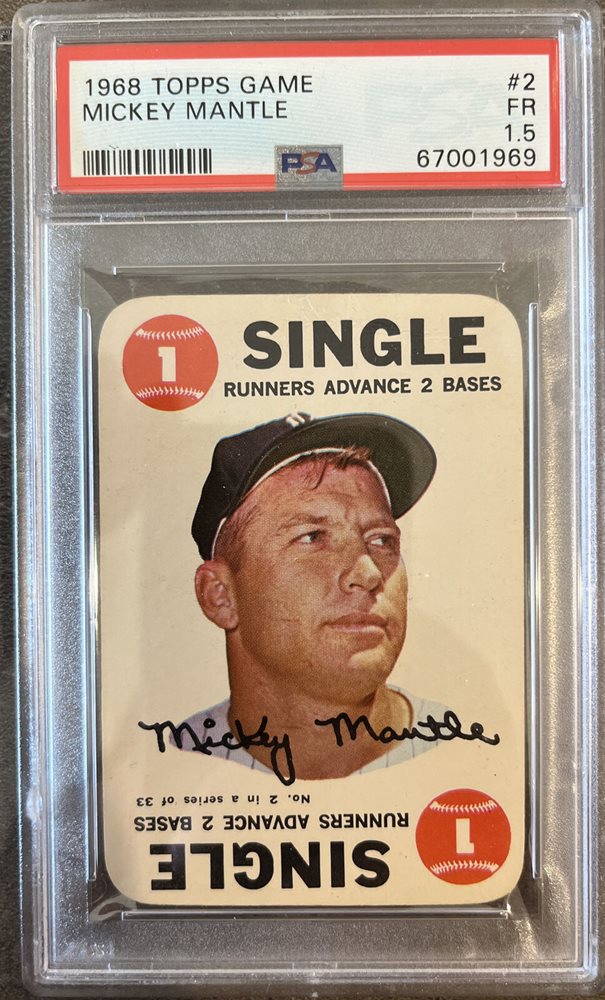 1968 TOPPS GAME #2
MICKEY MANTLE FR
1.5
PSA 67001969
1 SINGLE
RUNNERS ADVANCE 2 BASES
Mickey Mantle
No. 2 in a series of 33
RUNNERS ADVANCE 2 BASES
SINGLE 1